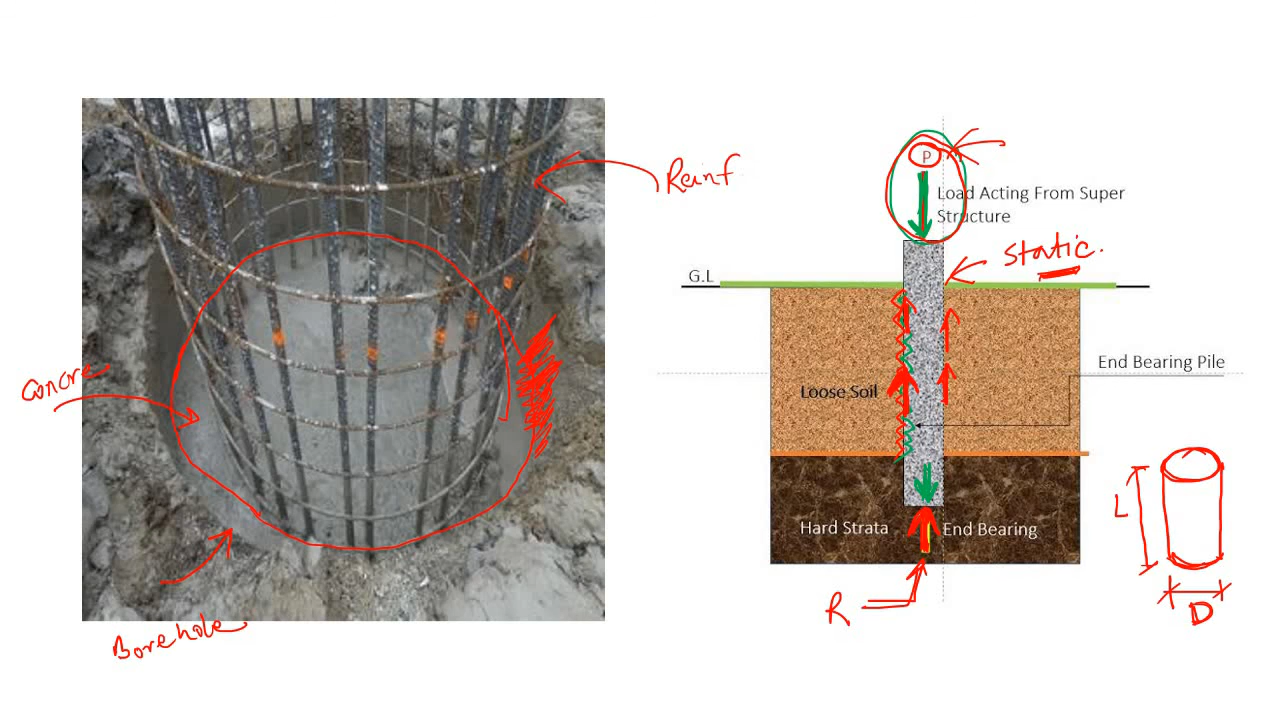 Reinf
Concre
Borehole
P
Load Acting From Super
Structure
static.
G.L
End Bearing Pile
Loose Soil
Hard Strata
End Bearing
L
D
R